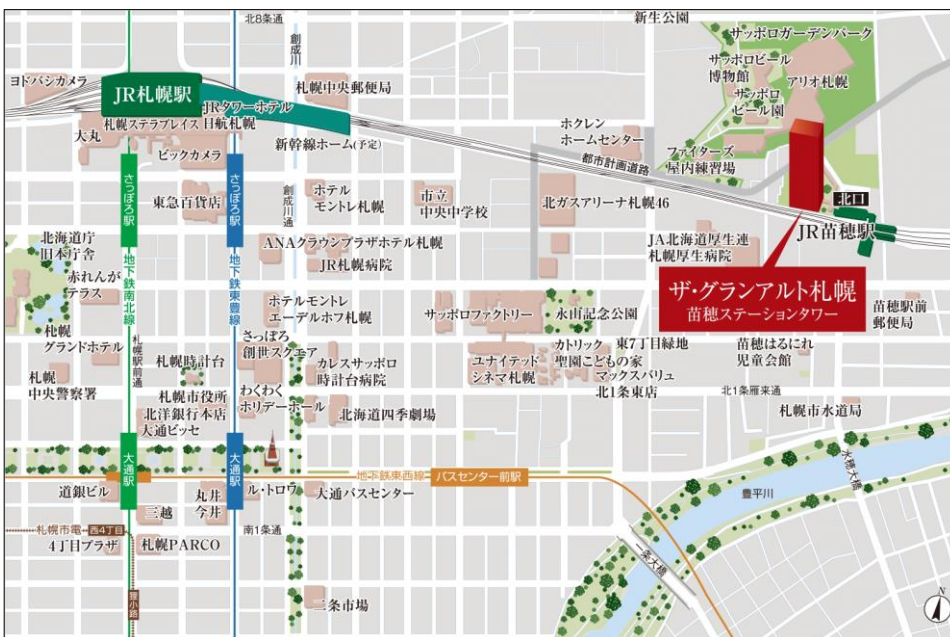 北8条通
新生公園
創成川
サッポロガーデンパーク
ヨドバシカメラ
JR札幌駅
札幌中央郵便局
サッポロビール
博物館
アリオ札幌
サッポロ
ビール園
JRタワーホテル
日航札幌
札幌ステラプレイス
大丸
新幹線ホーム(予定)
ホクレン
ホームセンター
ビックカメラ
都市計画道路
ファイターズ
屋内練習場
さっぽろ駅
さっぽろ駅
東急百貨店
創成川通
ホテル
モントレ札幌
市立
中央中学校
北ガスアリーナ札幌46
北口
JR苗穂駅
北海道庁
旧本庁舎
ANAクラウンプラザホテル札幌
JR札幌病院
JA北海道厚生連
札幌厚生病院
赤れんが
テラス
地下鉄南北線
地下鉄東豊線
ザ・グランアルト札幌
苗穂ステーションタワー
ホテルモントレ
エーデルホフ札幌
サッポロファクトリー
永山記念公園
苗穂駅前
郵便局
札幌
グランドホテル
札幌駅前通
さっぽろ
創世スクエア
札幌時計台
カレスサッポロ
時計台病院
ユナイテッド
シネマ札幌
カトリック
聖園こどもの家
東7丁目緑地
マックスバリュ
北1条東店
苗穂はるにれ
児童会館
札幌
中央警察署
札幌市役所
北洋銀行本店
大通ビッセ
わくわく
ホリデーホール
北海道四季劇場
北1条雁来通
札幌市水道局
大通駅
大通駅
地下鉄東西線
バスセンター前駅
水穂大橋
道銀ビル
丸井
今井
ル・トロワ
大通バスセンター
豊平川
三越
札幌市電
西4丁目
南1条通
4丁目プラザ
札幌PARCO
一条大橋
狸小路
二条市場
N